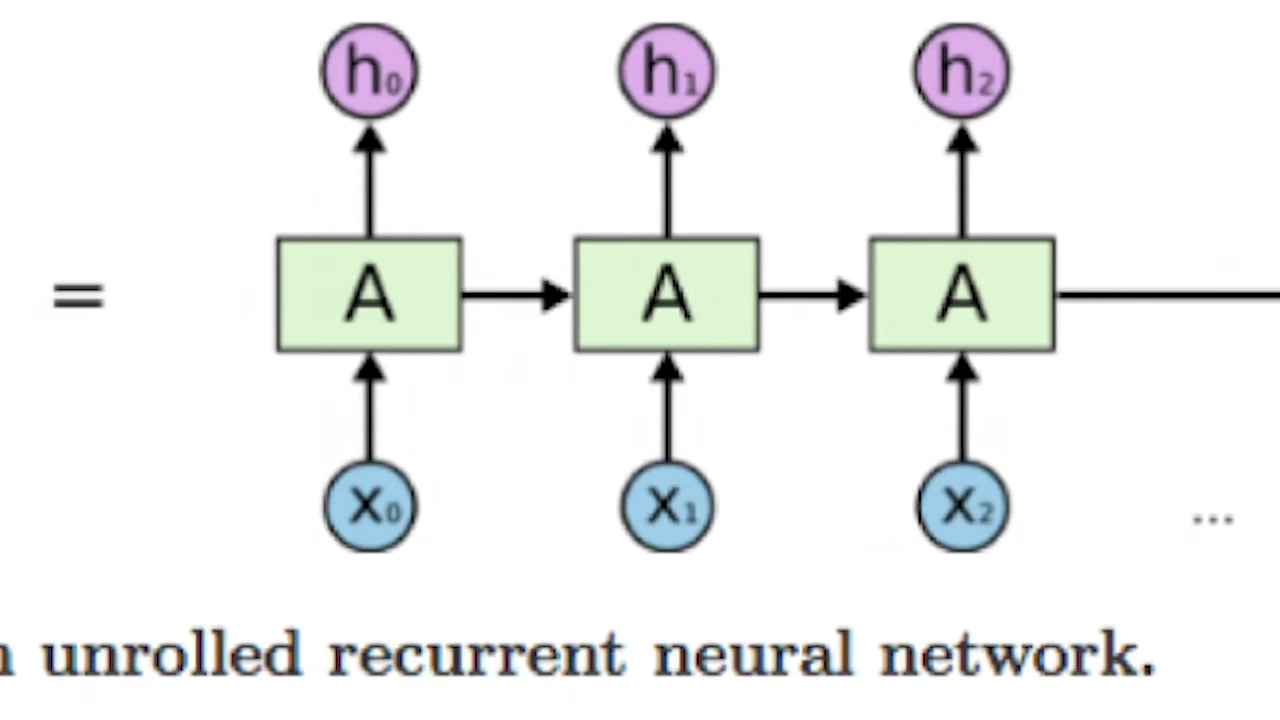 h₀ h₁ h₂
= A A A
x₀ x₁ x₂ ...
n unrolled recurrent neural network.